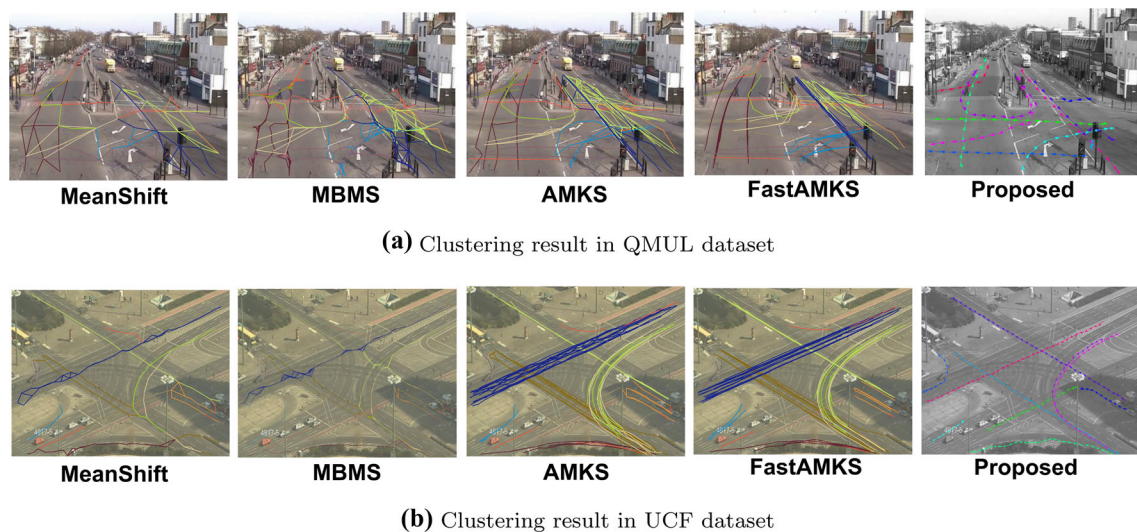 MeanShift MBMS AMKS FastAMKS Proposed
(a) Clustering result in QMUL dataset
MeanShift MBMS AMKS FastAMKS Proposed
(b) Clustering result in UCF dataset